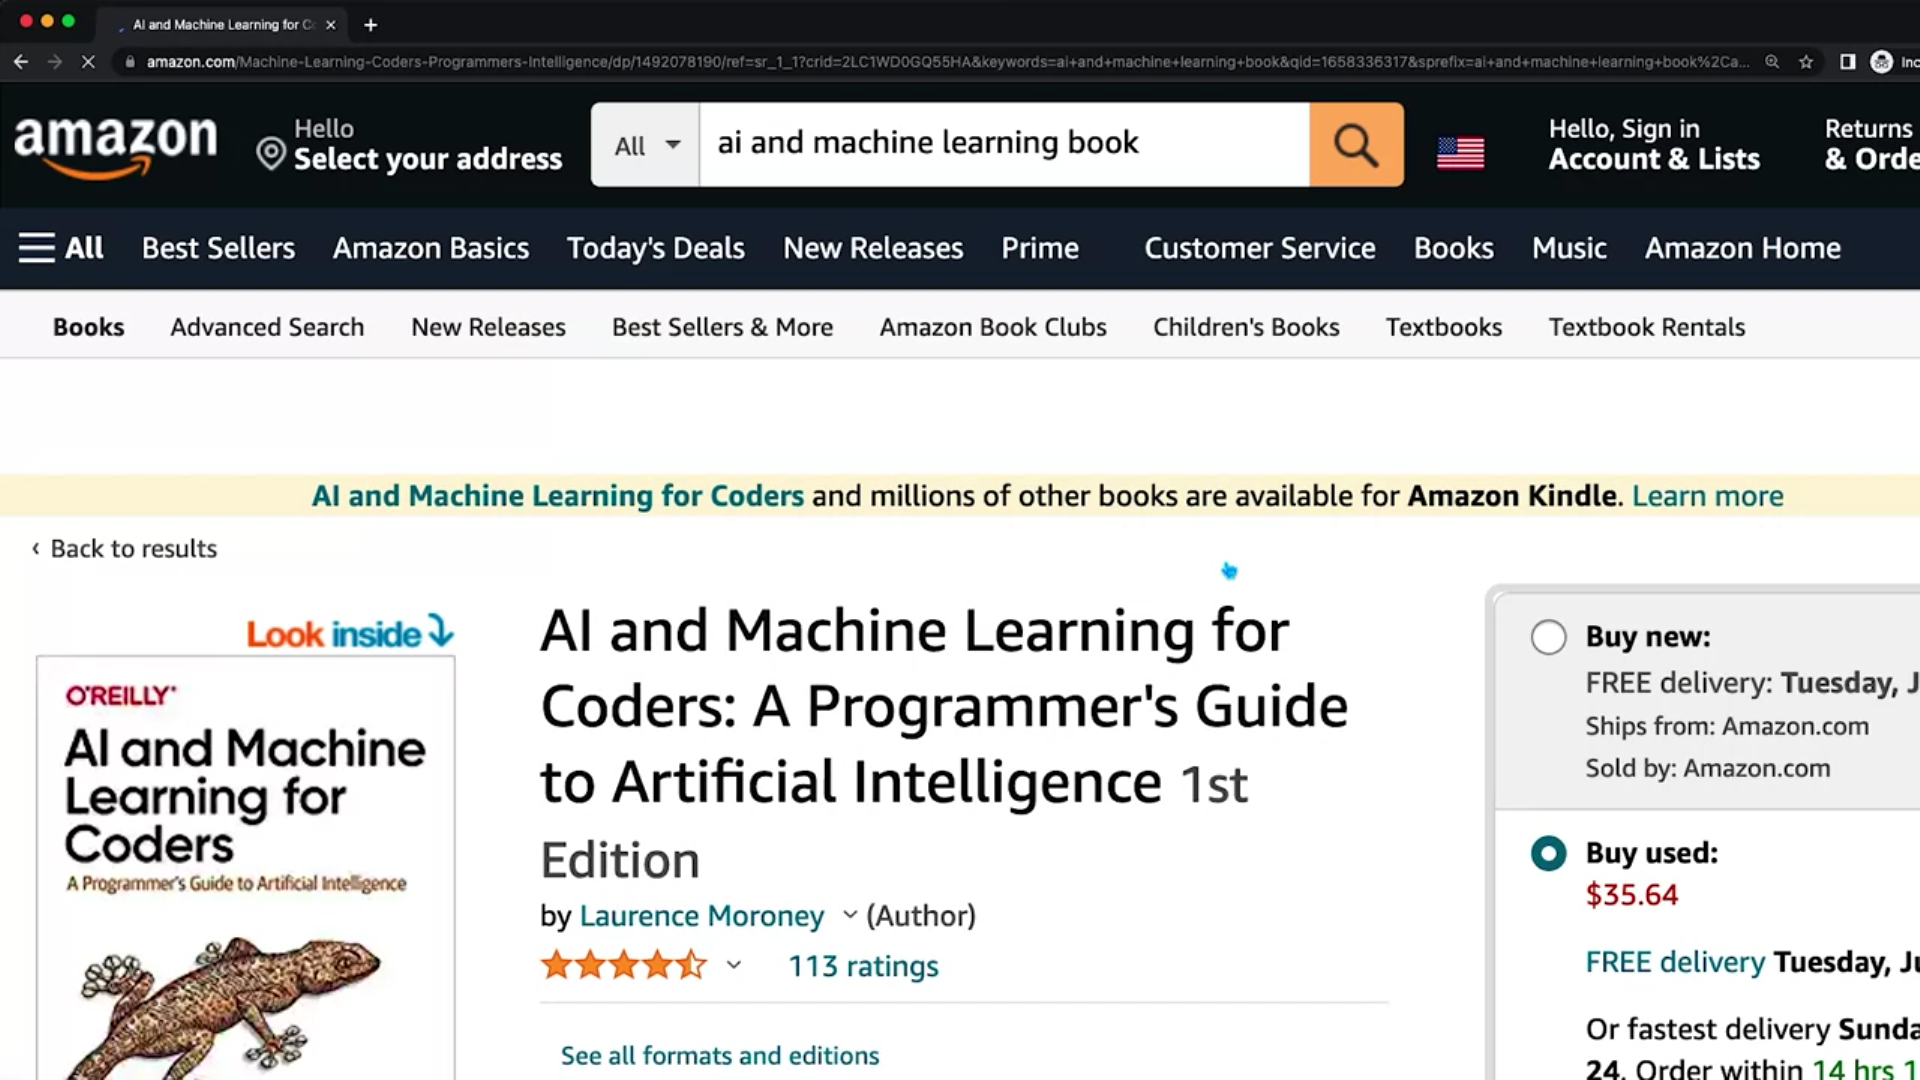 AI and Machine Learning for C
amazon.com/Machine-Learning-Coders-Programmers-Intelligence/dp/1492078190/ref=sr_1_1?crid=2LC1WD0GQ55HA&keywords=ai+and+machine+learning+book&qid=1658336317&sprefix=ai+and+machine+learning+book%2Ca...
Inc
amazon
Hello
Select your address
All
ai and machine learning book
Hello, Sign in
Account & Lists
Returns
& Orde
All Best Sellers Amazon Basics Today's Deals New Releases Prime Customer Service Books Music Amazon Home
Books Advanced Search New Releases Best Sellers & More Amazon Book Clubs Children's Books Textbooks Textbook Rentals
AI and Machine Learning for Coders and millions of other books are available for Amazon Kindle. Learn more
‹ Back to results
Look inside
O'REILLY®
AI and Machine
Learning for
Coders
A Programmer's Guide to Artificial Intelligence
AI and Machine Learning for
Coders: A Programmer's Guide
to Artificial Intelligence 1st
Edition
by Laurence Moroney (Author)
113 ratings
See all formats and editions
Buy new:
FREE delivery: Tuesday, J
Ships from: Amazon.com
Sold by: Amazon.com
Buy used:
$35.64
FREE delivery Tuesday, Ju
Or fastest delivery Sunda
24. Order within 14 hrs 1